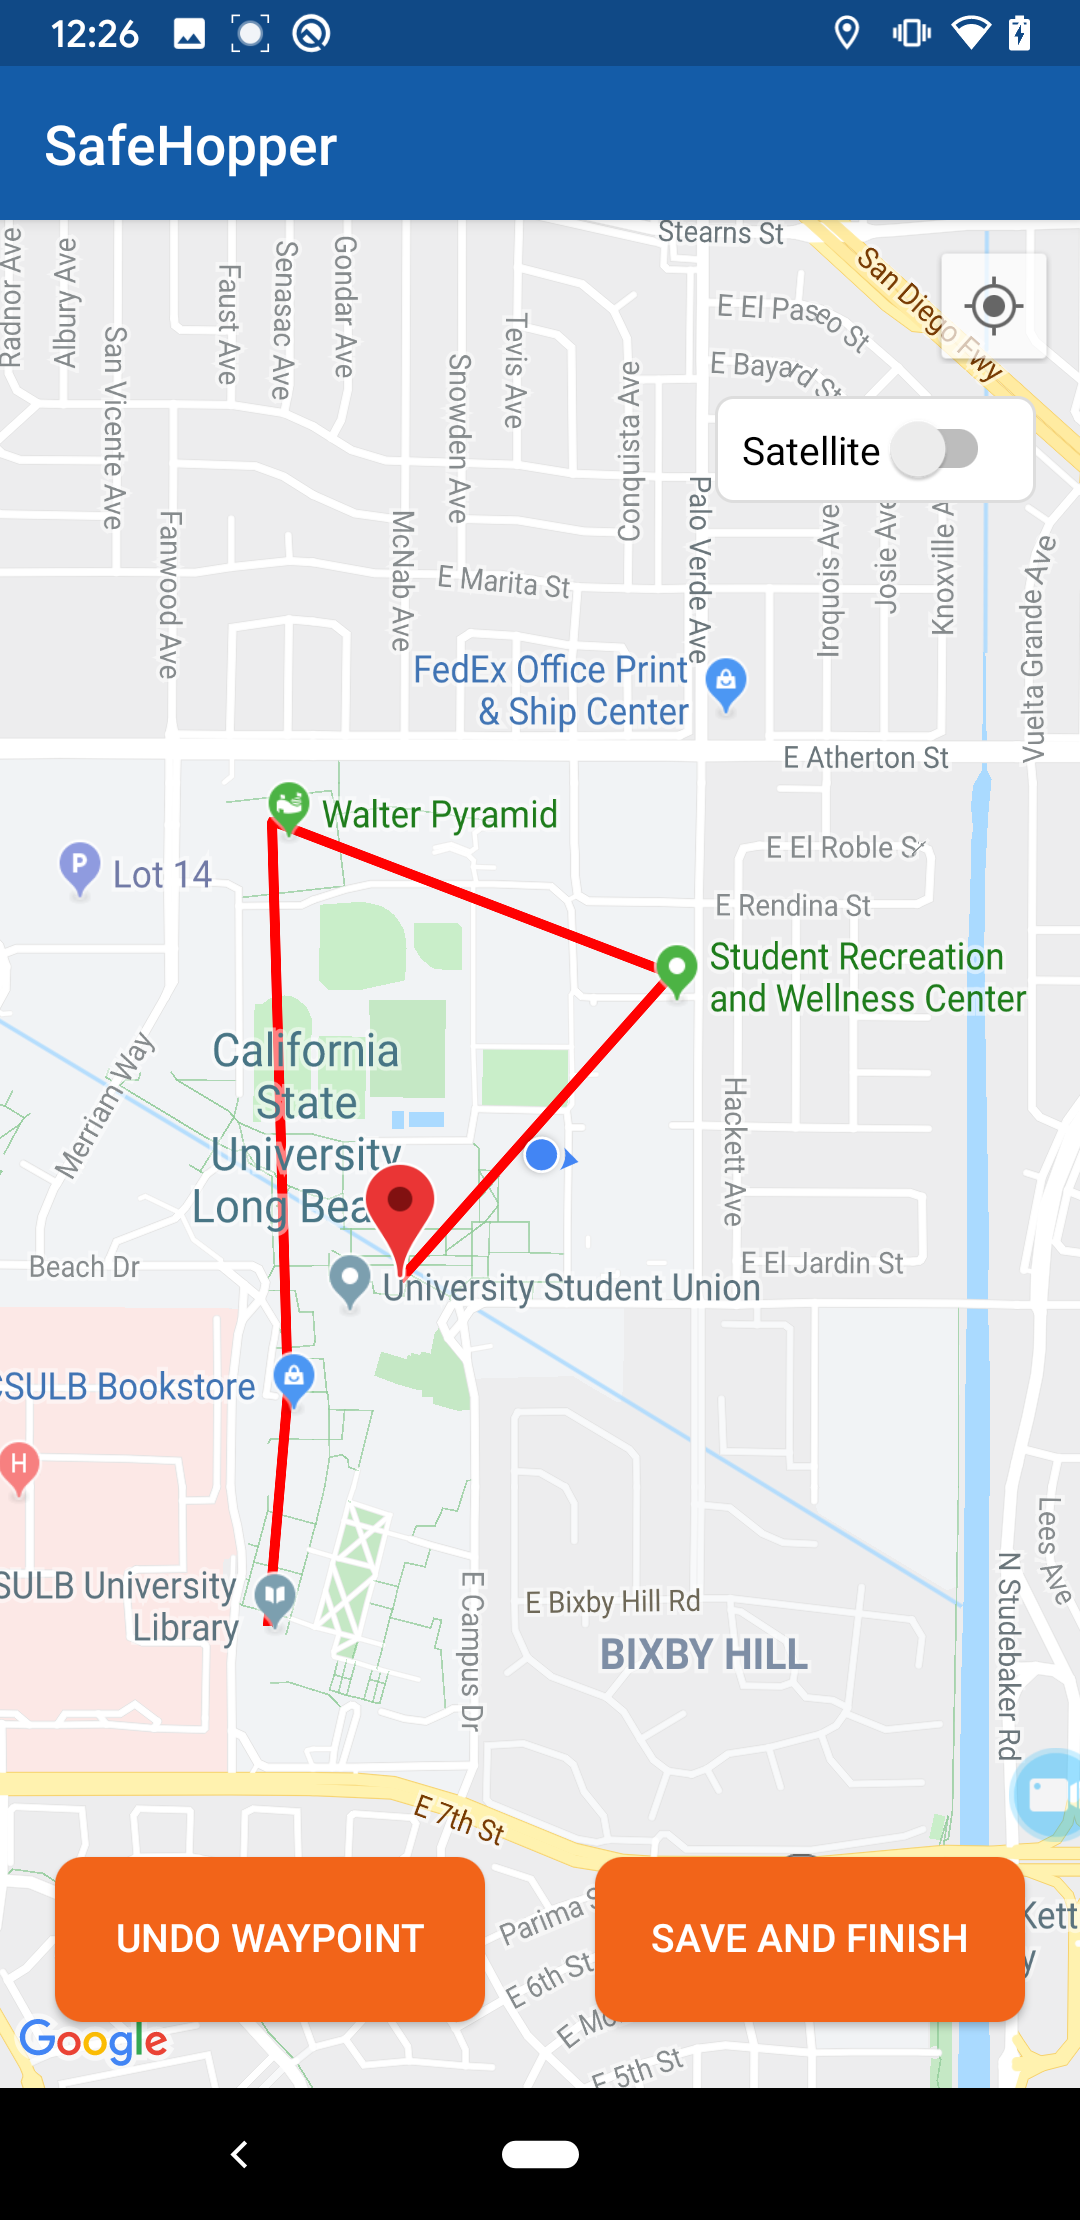 12:26
SafeHopper
Stearns St
San Diego Fwy
Radnor Ave
Albury Ave
San Vicente Ave
Faust Ave
Senasac Ave
Gondar Ave
Snowden Ave
Tevis Ave
E El Paseo St
E Bayard St
Satellite
Conquista Ave
Palo Verde Ave
Ironbois Ave
Josie Ave
Knoxville A
Vuelta Grande Ave
Fanwood Ave
McNab Ave
E Marita St
FedEx Office Print
& Ship Center
E Atherton St
Walter Pyramid
P
Lot 14
E El Roble St
E Rendina St
Student Recreation
and Wellness Center
California
State
University
Long Bea
Merriam Way
Hackett Ave
Beach Dr
E El Jardin St
University Student Union
CSULB Bookstore
H
SULB University
Library
E Campus Dr
E Bixby Hill Rd
BIXBY HILL
N Studebaker Rd
Lees Ave
E 7th St
UNDO WAYPOINT
SAVE AND FINISH
Parima S
E 6th St
E Mo
E 5th St
Kett
y
Google